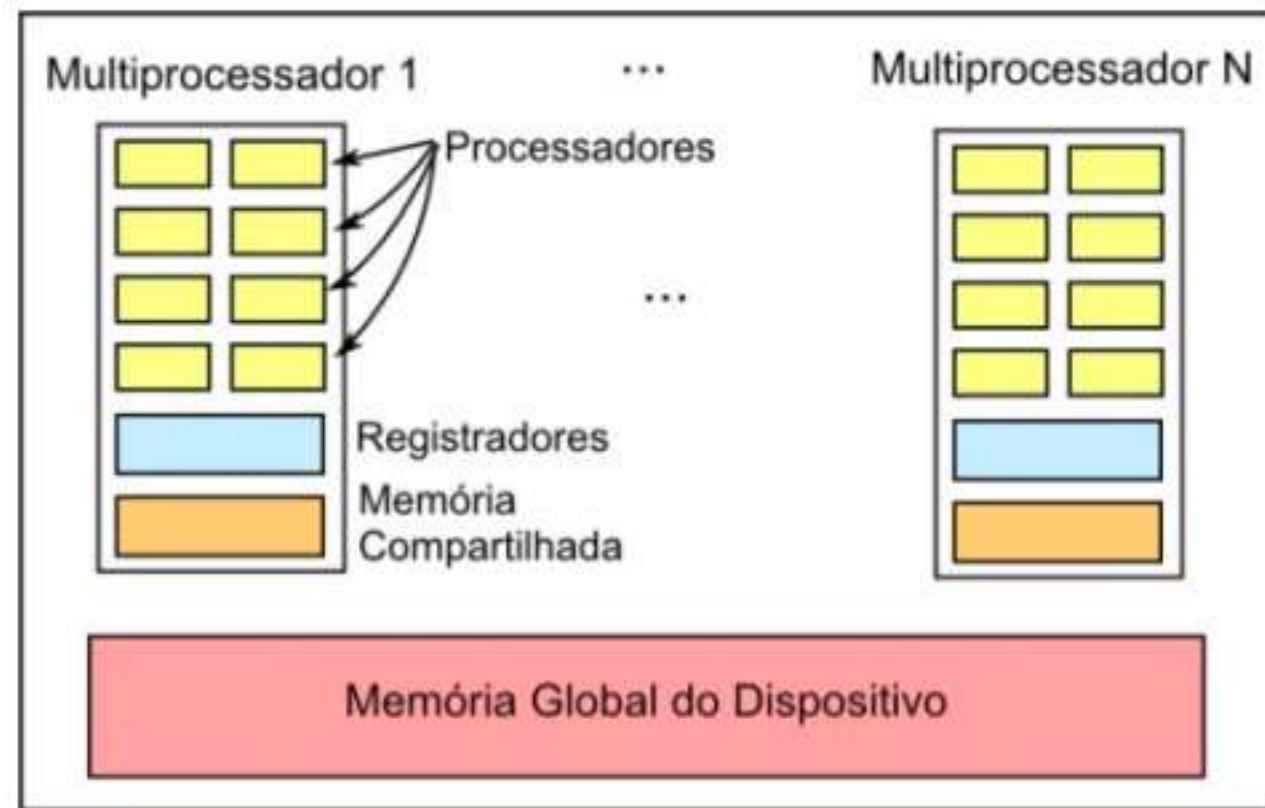 Multiprocessador 1
...
Multiprocessador N
Processadores
...
Registradores
Memória
Compartilhada
Memória Global do Dispositivo